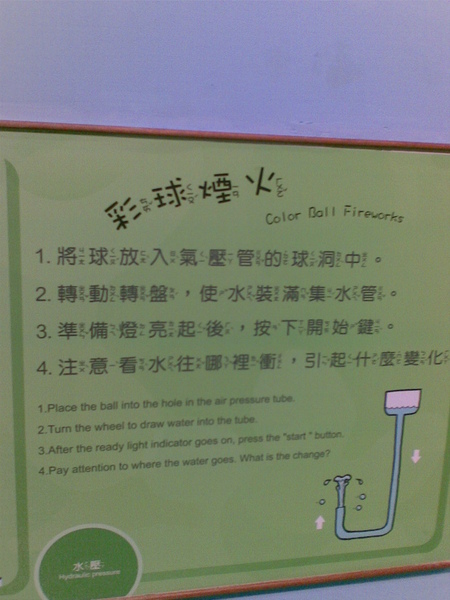 彩球煙火
Color Ball Fireworks
1. 將球放入氣壓管的球洞中。
2. 轉動轉盤，使水裝滿集水管。
3. 準備燈亮起後，按下開始鍵。
4. 注意看水往哪裡衝，引起什麼變化
1.Place the ball into the hole in the air pressure tube.
2.Turn the wheel to draw water into the tube.
3.After the ready light indicator goes on, press the "start" button.
4.Pay attention to where the water goes. What is the change?
水壓
Hydraulic pressure